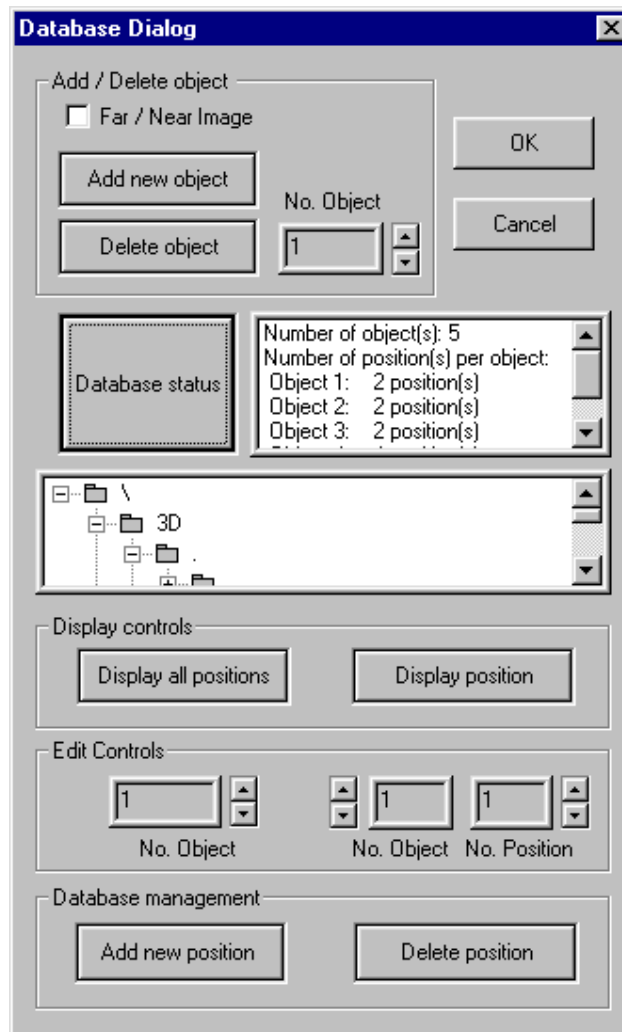 Database Dialog
Add / Delete object
Far / Near Image
Add new object
No. Object
Delete object
1
OK
Cancel
Database status
Number of object(s): 5
Number of position(s) per object:
Object 1: 2 position(s)
Object 2: 2 position(s)
Object 3: 2 position(s)
\
3D
.
Display controls
Display all positions
Display position
Edit Controls
1
1
1
No. Object
No. Object
No. Position
Database management
Add new position
Delete position